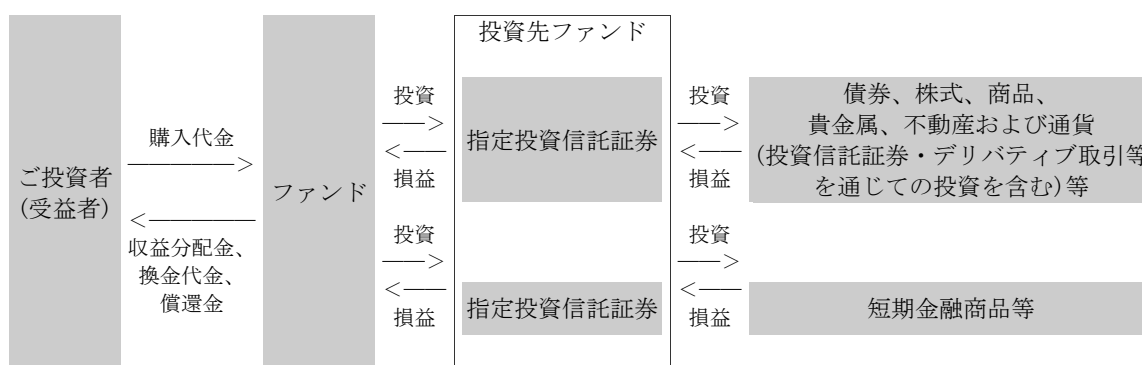 ご投資者
(受益者)
購入代金
————>
<————
収益分配金、
換金代金、
償還金
ファンド
投資
——>
<——
損益
投資
——>
<——
損益
投資先ファンド
指定投資信託証券
指定投資信託証券
投資
——>
<——
損益
投資
——>
<——
損益
債券、株式、商品、
貴金属、不動産および通貨
(投資信託証券・デリバティブ取引等
を通じての投資を含む)等
短期金融商品等